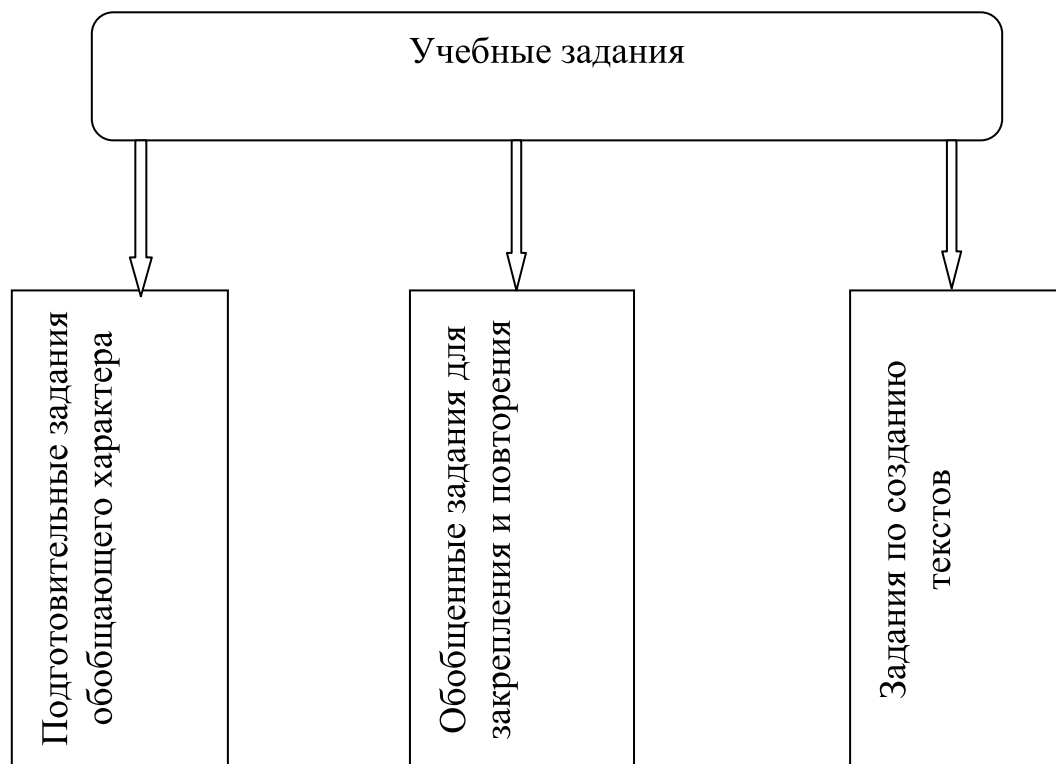 Учебные задания
Подготовительные задания
обобщающего характера
Обобщенные задания для
закрепления и повторения
Задания по созданию
текстов